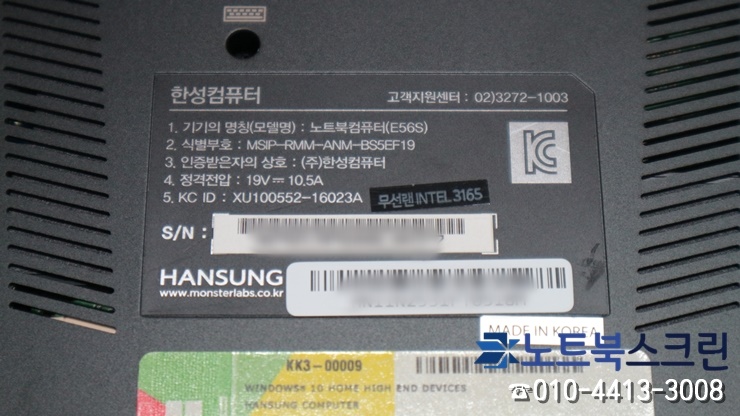 한성컴퓨터
고객지원센터 : 02)3272-1003
1. 기기의 명칭(모델명) : 노트북컴퓨터(E56S)
2. 식별부호 : MSIP-RMM-ANM-BS5EF19
3. 인증받은자의 상호 : (주)한성컴퓨터
4. 정격전압 : 19V⎓10.5A
5. KC ID : XU100552-16023A
무선랜INTEL 3165
S/N :
HANSUNG
www.monsterlabs.co.kr
MADE IN KOREA
KK3-00009
WINDOWS® 10 HOME HIGH END DEVICES
HANSUNG COMPUTER
노트북스크린
☎010-4413-3008